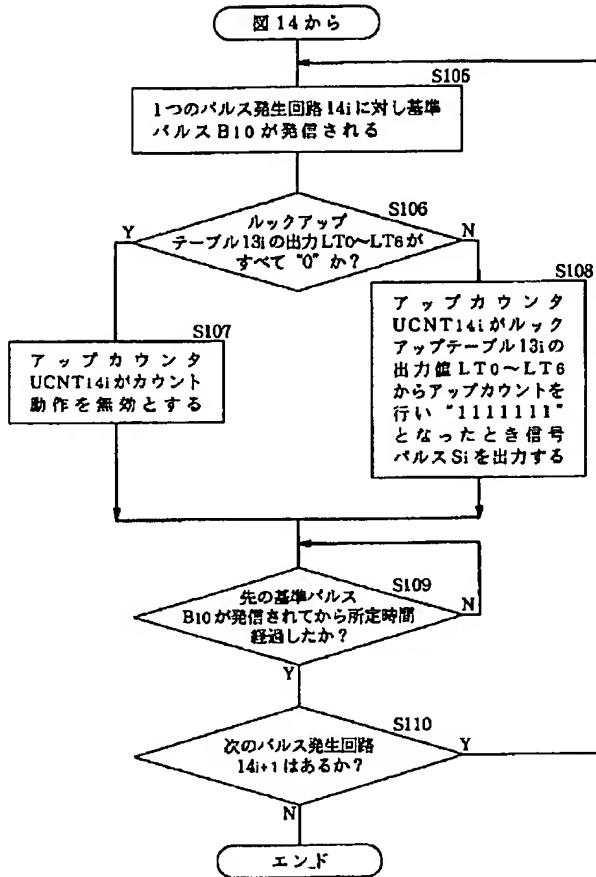 図14から
S105
1つのパルス発生回路14iに対し基準
パルスB10が発信される
S106
Y
N
ルックアップ
テーブル13iの出力LT0～LT6が
すべて“0”か？
S107
アップカウンタ
UCNT14iがカウント
動作を無効とする
S108
アップカウンタ
UCNT14iがルック
アップテーブル13iの
出力値LT0～LT6
からアップカウントを
行い“1111111”
となったとき信号
パルスSiを出力する
S109
先の基準パルス
B10が発信されてから所定時間
経過したか？
N
Y
S110
次のパルス発生回路
14i+1はあるか？
Y
N
エンド